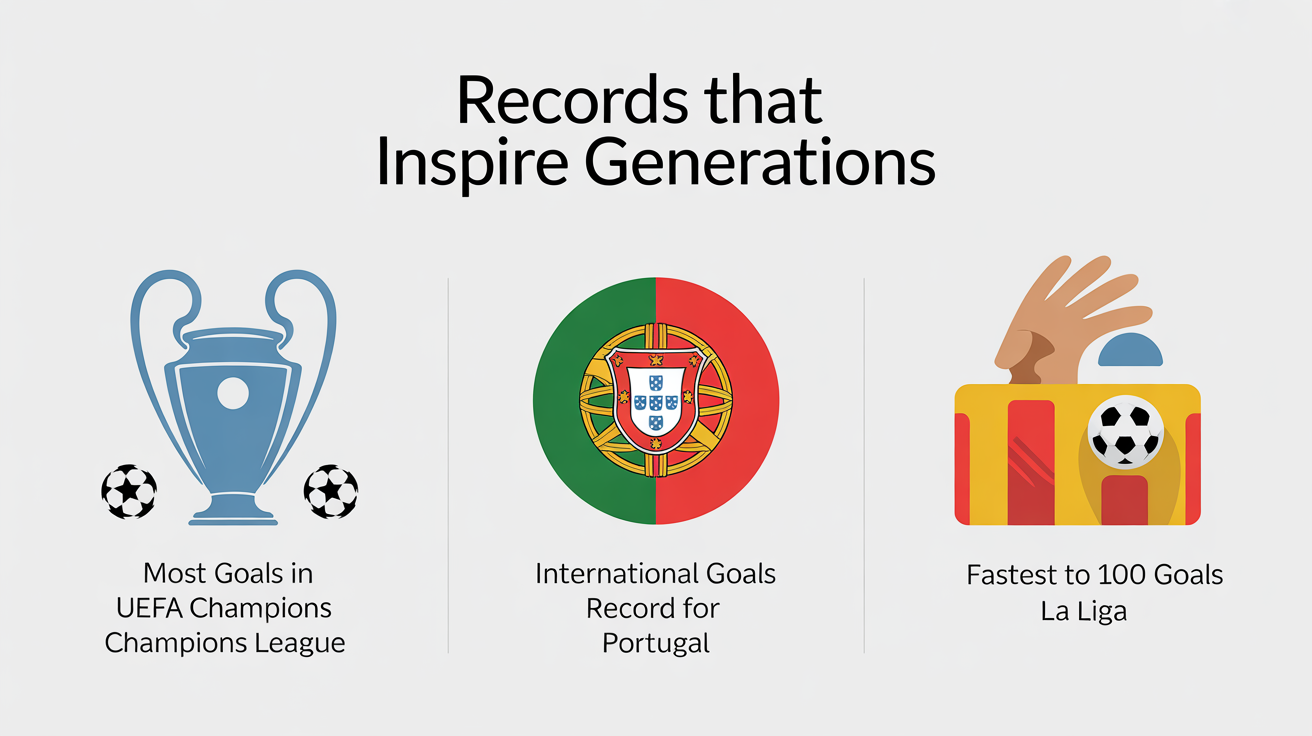 Records that
Inspire Generations
Most Goals in
UEFA Champions
Champions League
International Goals
Record for
Portugal
Fastest to 100 Goals
La Liga